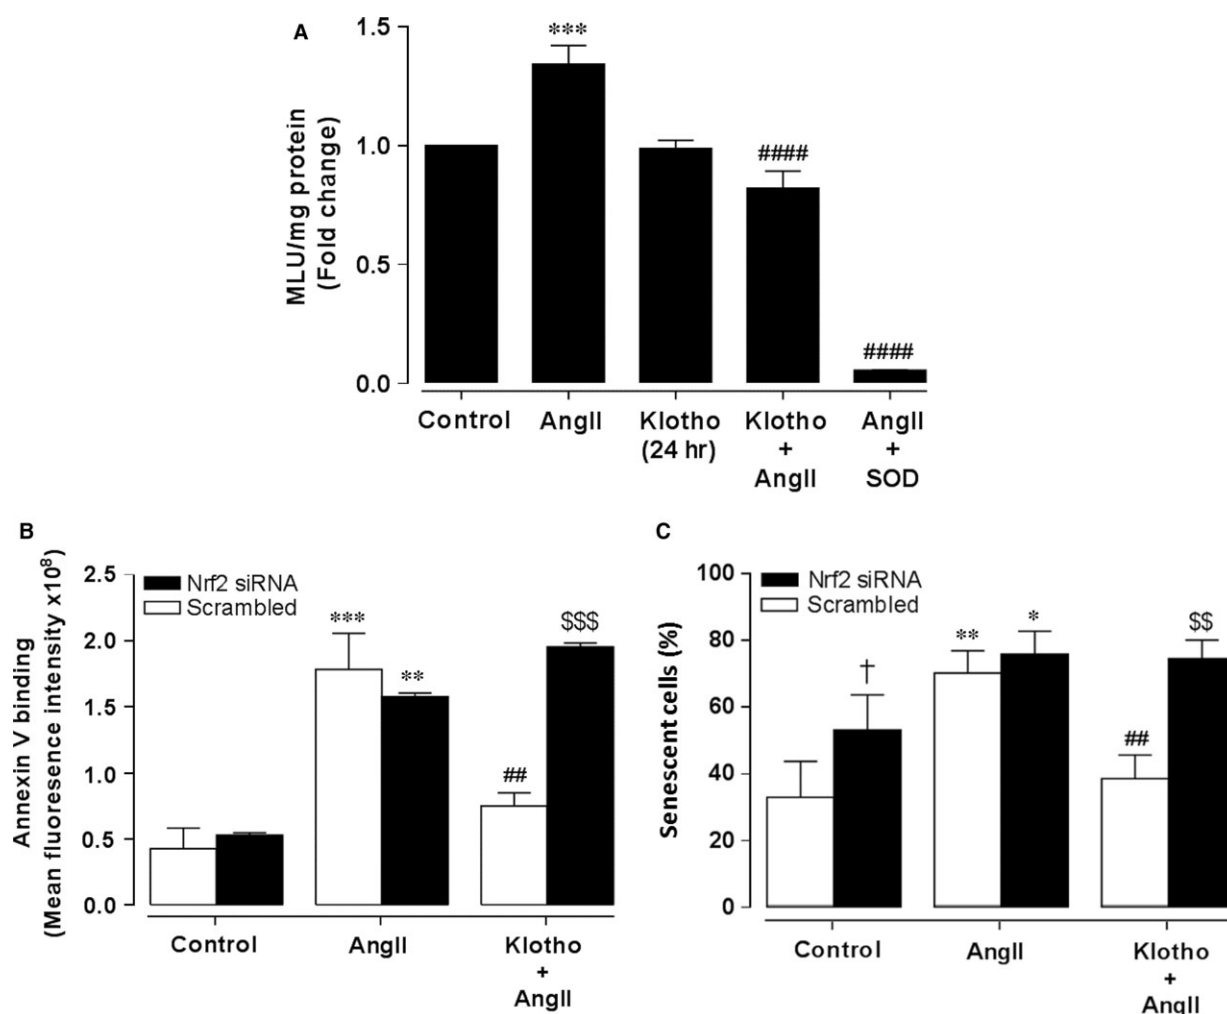 A
MLU/mg protein
(Fold change)
1.5
1.0
0.5
0.0
***
####
####
Control
AngII
Klotho
(24 hr)
Klotho
+
AngII
AngII
+
SOD
B
Annexin V binding
(Mean fluoresence intensity x10⁸)
2.5
2.0
1.5
1.0
0.5
0.0
Nrf2 siRNA
Scrambled
***
**
##
$$$
Control
AngII
Klotho
+
AngII
C
Senescent cells (%)
100
80
60
40
20
0
Nrf2 siRNA
Scrambled
†
**
*
##
$$
Control
AngII
Klotho
+
AngII